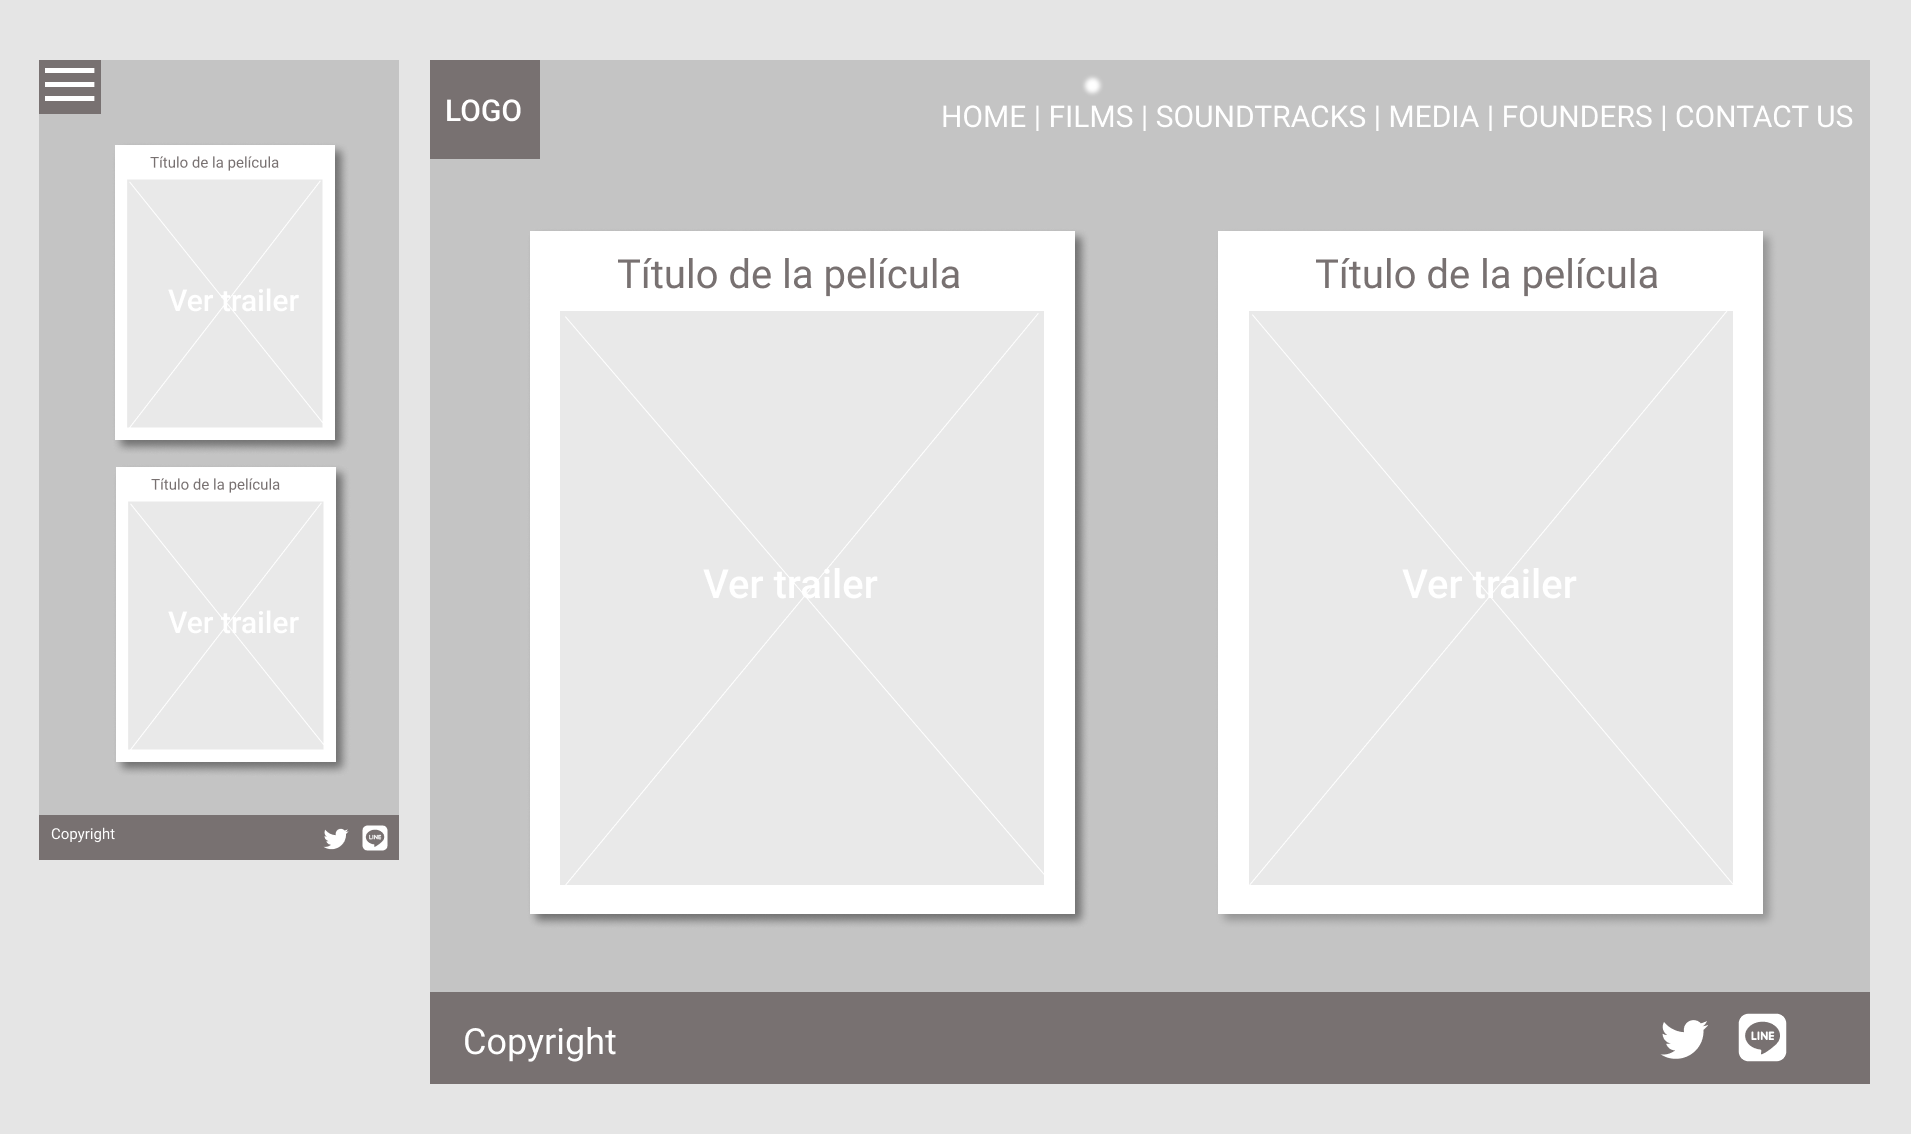 Título de la película
Ver trailer
Título de la película
Ver trailer
Copyright
LINE
LOGO
HOME | FILMS | SOUNDTRACKS | MEDIA | FOUNDERS | CONTACT US
Título de la película
Ver trailer
Título de la película
Ver trailer
Copyright
LINE